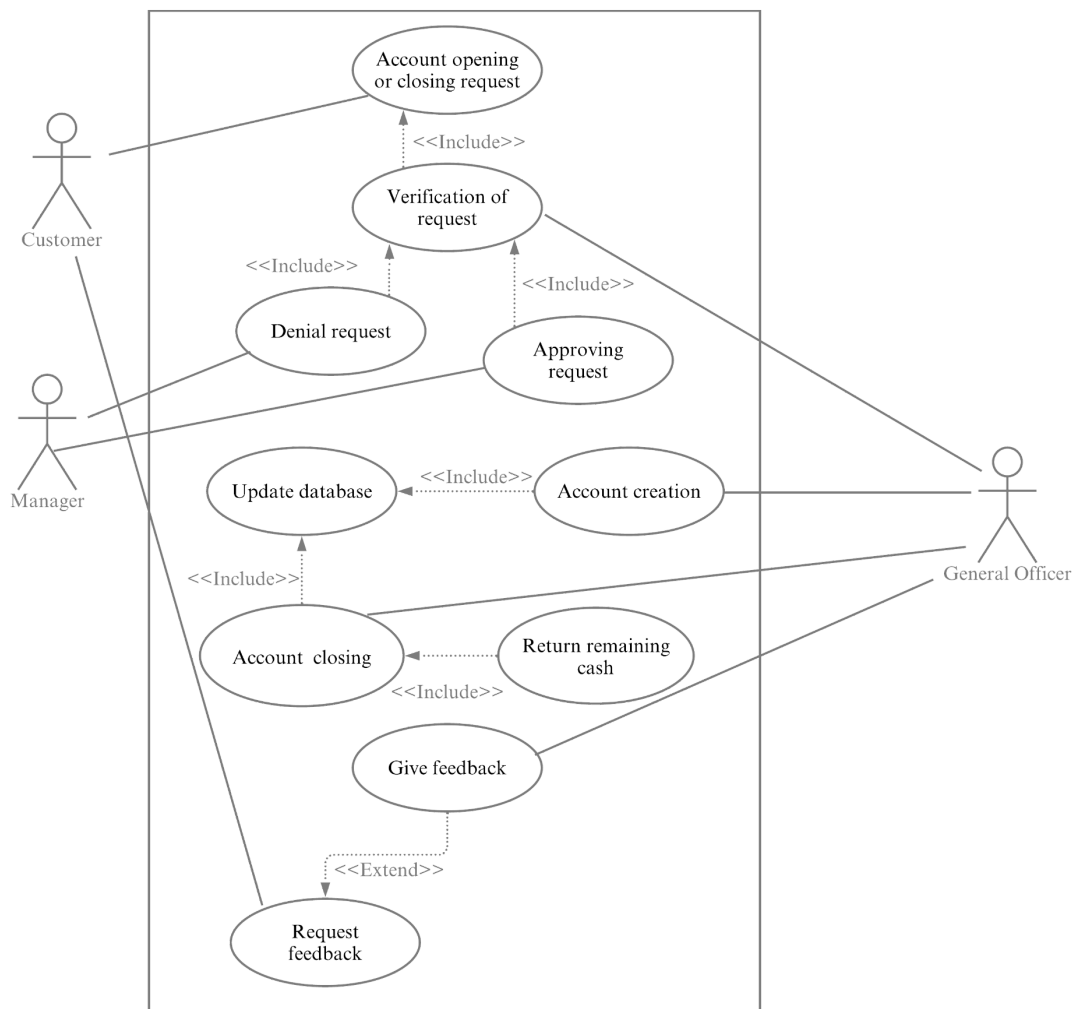 Account opening
or closing request
<<Include>>
Verification of
request
Customer
<<Include>>
<<Include>>
Denial request
Approving
request
Manager
<<Include>>
Update database
Account creation
General Officer
<<Include>>
Account closing
Return remaining
cash
<<Include>>
Give feedback
<<Extend>>
Request
feedback